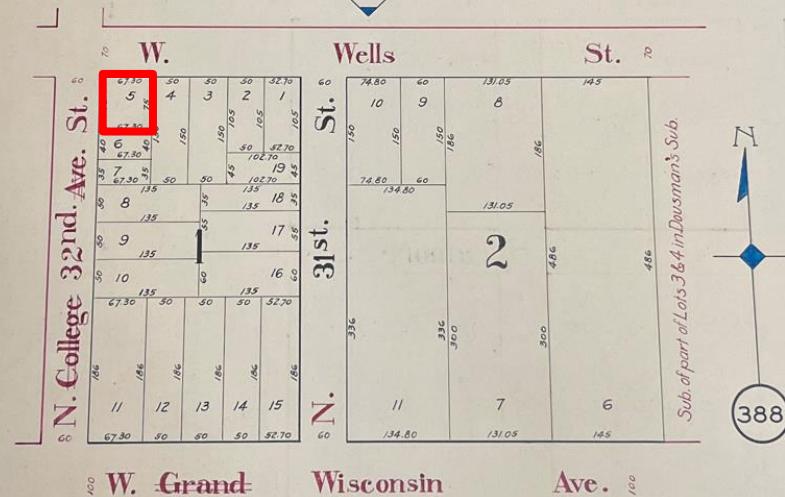 70 W. Wells St. 70
60 67.30 50 50 50 52.70 60 74.80 60 131.05 145
5 4 3 2 1 10 9 8
75 150 150 105 105 105 150 150 186 186
67.30
40 6 40
67.30
50 52.70
102.70
35 7 35 45 19 45
67.30 50 50 102.70 74.80 60
135 135 134.80
50 8 35 18 35
135 135 131.05
55 17 55
50 9 1 2
135 135
50 10 60 16 60
135 135
67.30 50 50 50 52.70
486 486
336 336 300 300
186 186 186 186 186
11 12 13 14 15 11 7 6
60 67.30 50 50 50 52.70 60 134.80 131.05 145
N. College 32nd. Ave. St.
N. 31st. St.
Sub. of part of Lots 3&4 in Dousman's Sub.
N
388
100 W. Grand Wisconsin Ave. 100